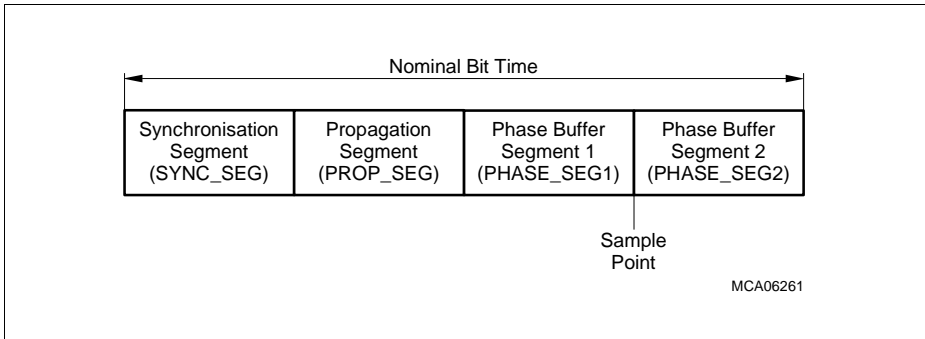 Nominal Bit Time
Synchronisation
Segment
(SYNC_SEG)
Propagation
Segment
(PROP_SEG)
Phase Buffer
Segment 1
(PHASE_SEG1)
Phase Buffer
Segment 2
(PHASE_SEG2)
Sample
Point
MCA06261